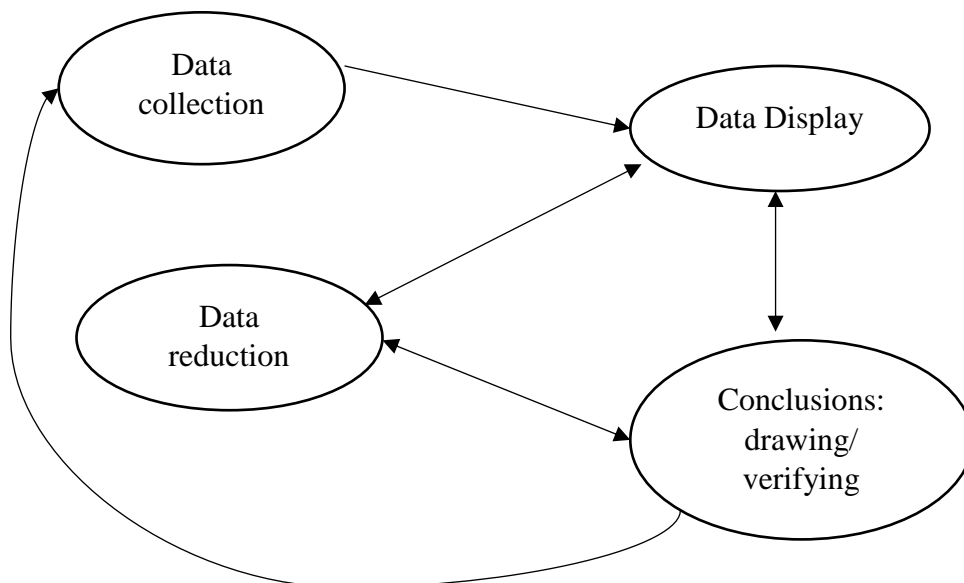 Data
collection
Data Display
Data
reduction
Conclusions:
drawing/
verifying